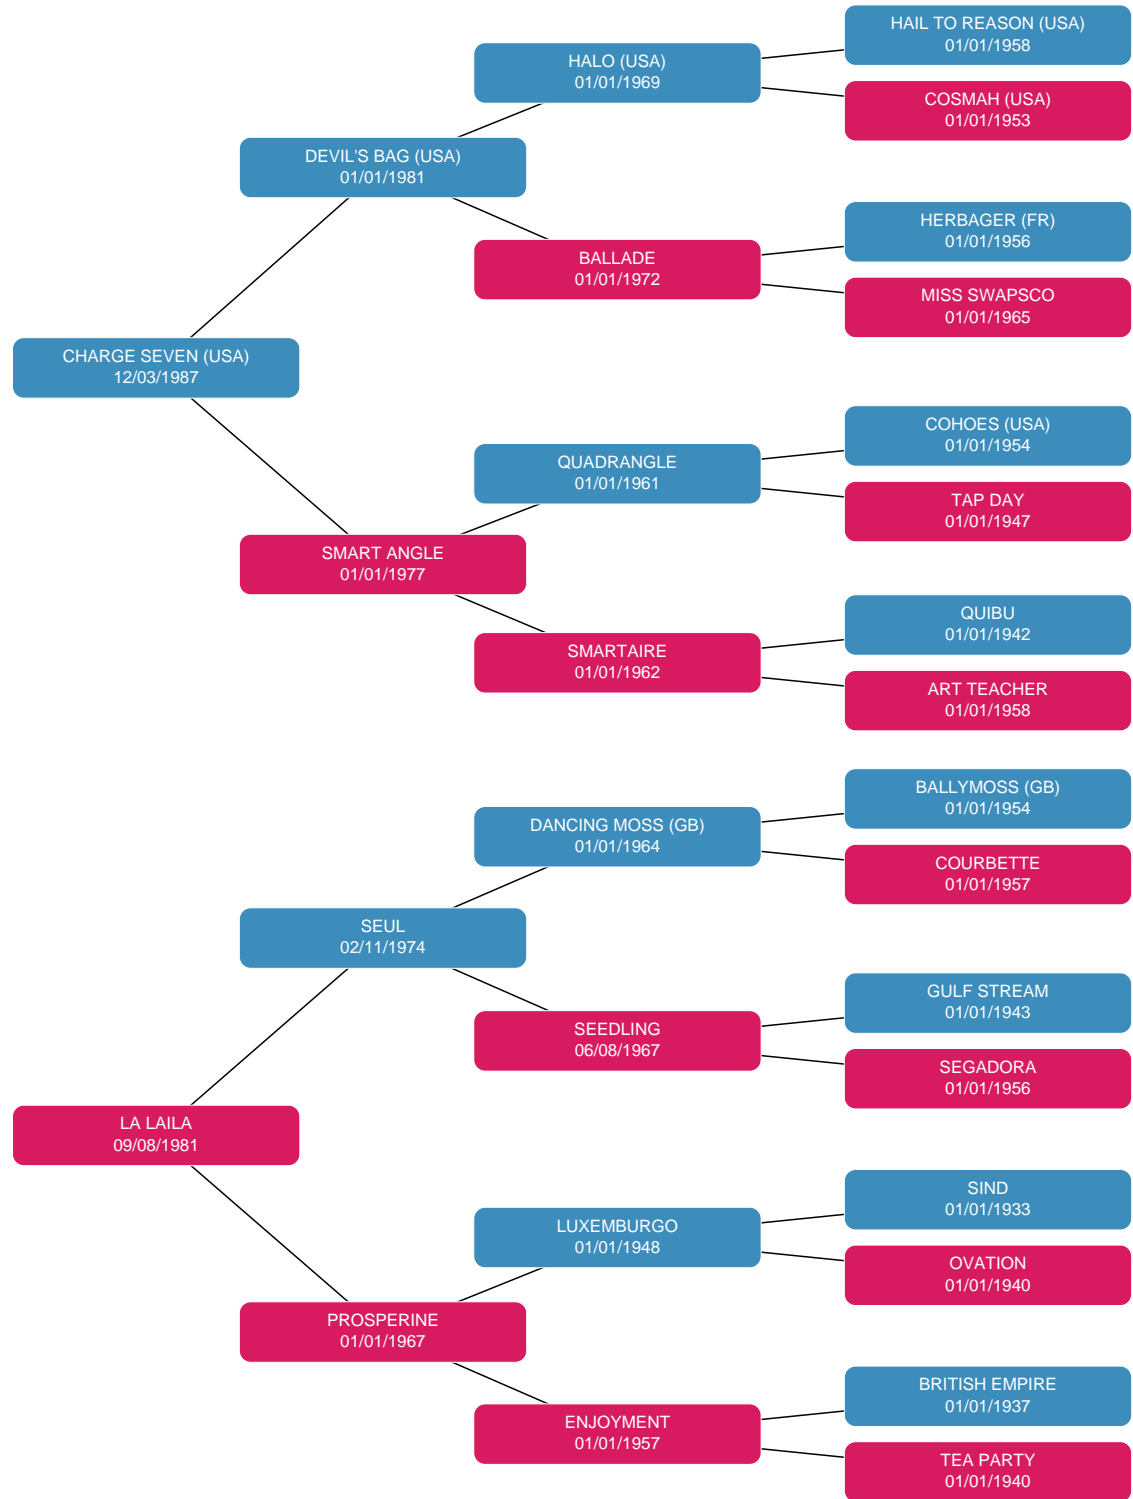 HAIL TO REASON (USA)
01/01/1958
HALO (USA)
01/01/1969
COSMAH (USA)
01/01/1953
DEVIL'S BAG (USA)
01/01/1981
HERBAGER (FR)
01/01/1956
BALLADE
01/01/1972
MISS SWAPSCO
01/01/1965
CHARGE SEVEN (USA)
12/03/1987
COHOES (USA)
01/01/1954
QUADRANGLE
01/01/1961
TAP DAY
01/01/1947
SMART ANGLE
01/01/1977
QUIBU
01/01/1942
SMARTAIRE
01/01/1962
ART TEACHER
01/01/1958
BALLYMOSS (GB)
01/01/1954
DANCING MOSS (GB)
01/01/1964
COURBETTE
01/01/1957
SEUL
02/11/1974
GULF STREAM
01/01/1943
SEEDLING
06/08/1967
SEGADORA
01/01/1956
LA LAILA
09/08/1981
SIND
01/01/1933
LUXEMBURGO
01/01/1948
OVATION
01/01/1940
PROSPERINE
01/01/1967
BRITISH EMPIRE
01/01/1937
ENJOYMENT
01/01/1957
TEA PARTY
01/01/1940